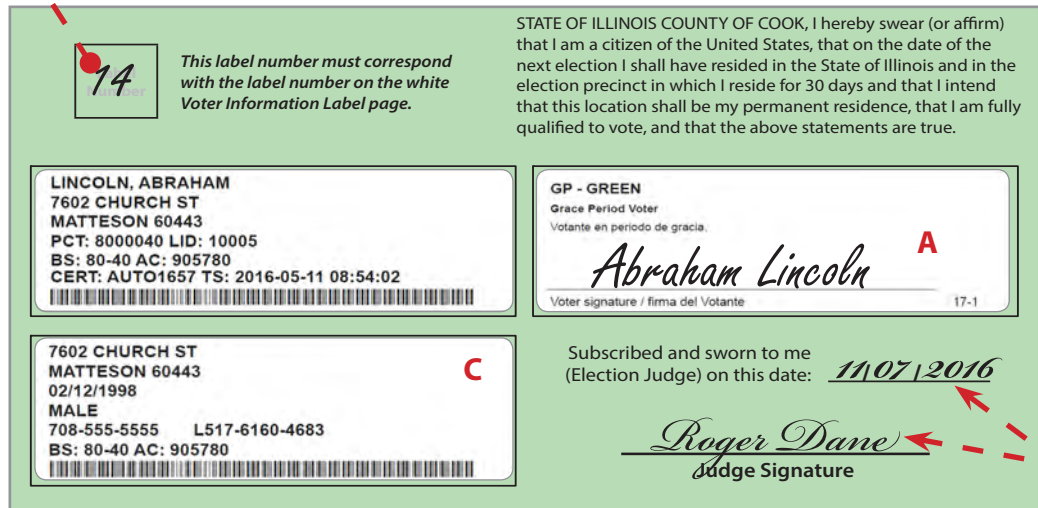 14
Number
This label number must correspond
with the label number on the white
Voter Information Label page.
STATE OF ILLINOIS COUNTY OF COOK, I hereby swear (or affirm)
that I am a citizen of the United States, that on the date of the
next election I shall have resided in the State of Illinois and in the
election precinct in which I reside for 30 days and that I intend
that this location shall be my permanent residence, that I am fully
qualified to vote, and that the above statements are true.
LINCOLN, ABRAHAM
7602 CHURCH ST
MATTESON 60443
PCT: 8000040 LID: 10005
BS: 80-40 AC: 905780
CERT: AUTO1657 TS: 2016-05-11 08:54:02
GP - GREEN
Grace Period Voter
Votante en periodo de gracia.
A
Abraham Lincoln
Voter signature / firma del Votante 17-1
7602 CHURCH ST
MATTESON 60443
C
02/12/1998
MALE
708-555-5555 L517-6160-4683
BS: 80-40 AC: 905780
Subscribed and sworn to me
(Election Judge) on this date: 11/07/2016
Roger Dane
Judge Signature